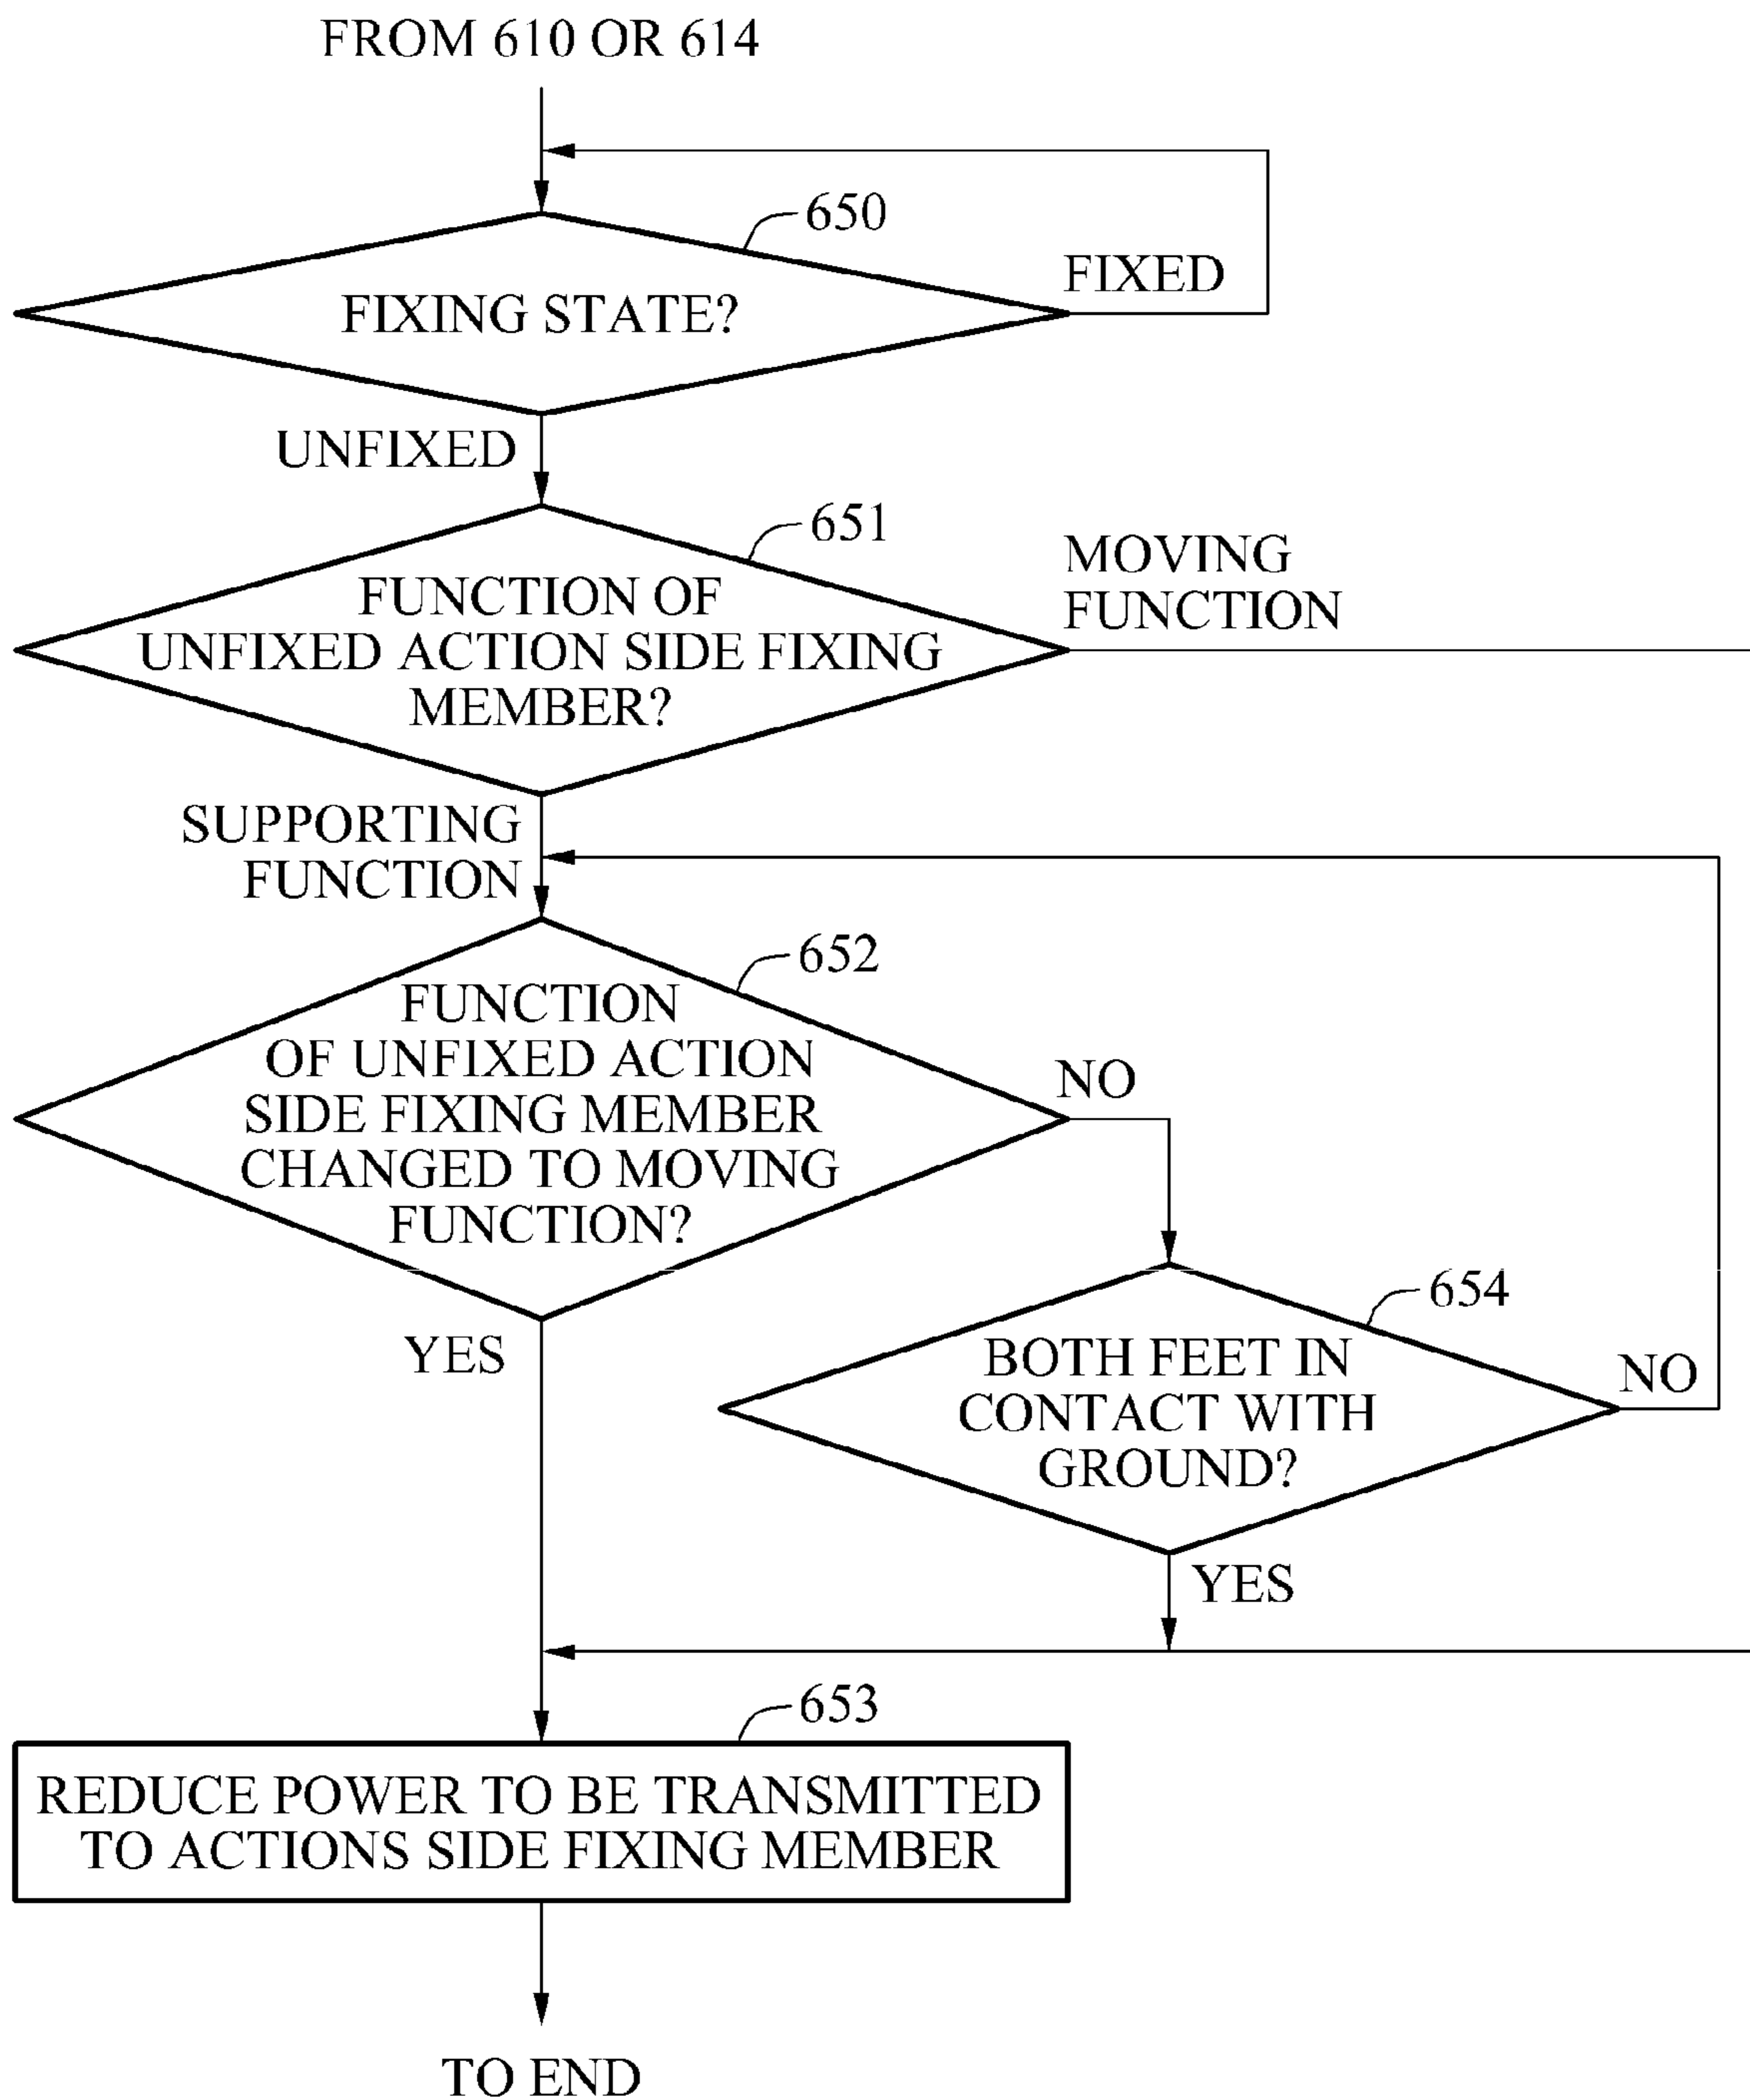 FROM 610 OR 614
650
FIXED
FIXING STATE?
UNFIXED
651
MOVING
FUNCTION
FUNCTION OF
UNFIXED ACTION SIDE FIXING
MEMBER?
SUPPORTING
FUNCTION
652
FUNCTION
OF UNFIXED ACTION
SIDE FIXING MEMBER
CHANGED TO MOVING
FUNCTION?
NO
654
YES
BOTH FEET IN
CONTACT WITH
GROUND?
NO
YES
653
REDUCE POWER TO BE TRANSMITTED
TO ACTIONS SIDE FIXING MEMBER
TO END